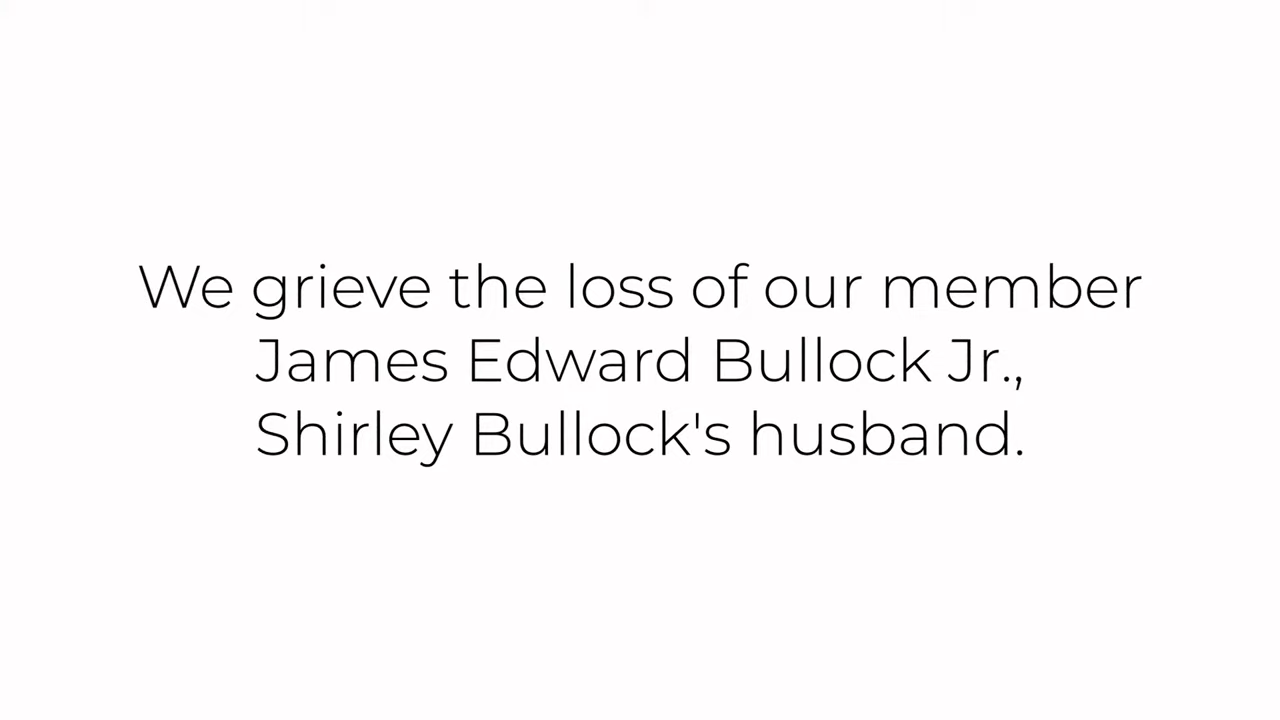 We grieve the loss of our member
James Edward Bullock Jr.,
Shirley Bullock's husband.